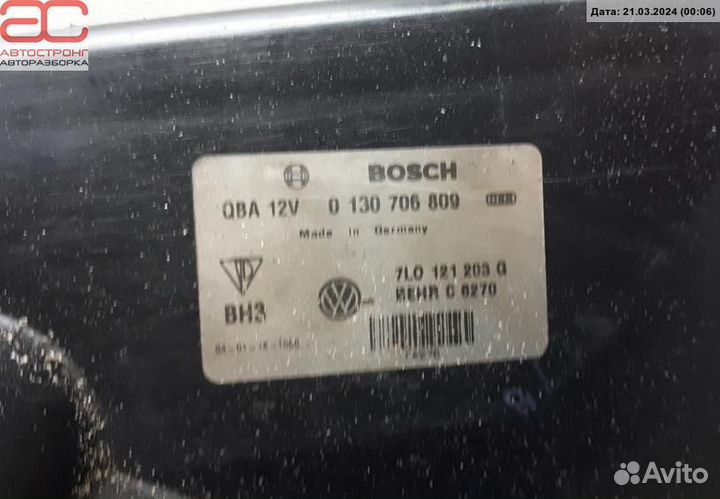 АС
АВТОСТРОНГ
АВТОРАЗБОРКА
Дата: 21.03.2024 (00:06)
BOSCH
QBA 12V 0 130 706 809
Made in Germany
7L0 121 203 G
BEHR C 6270
BH3
Avito